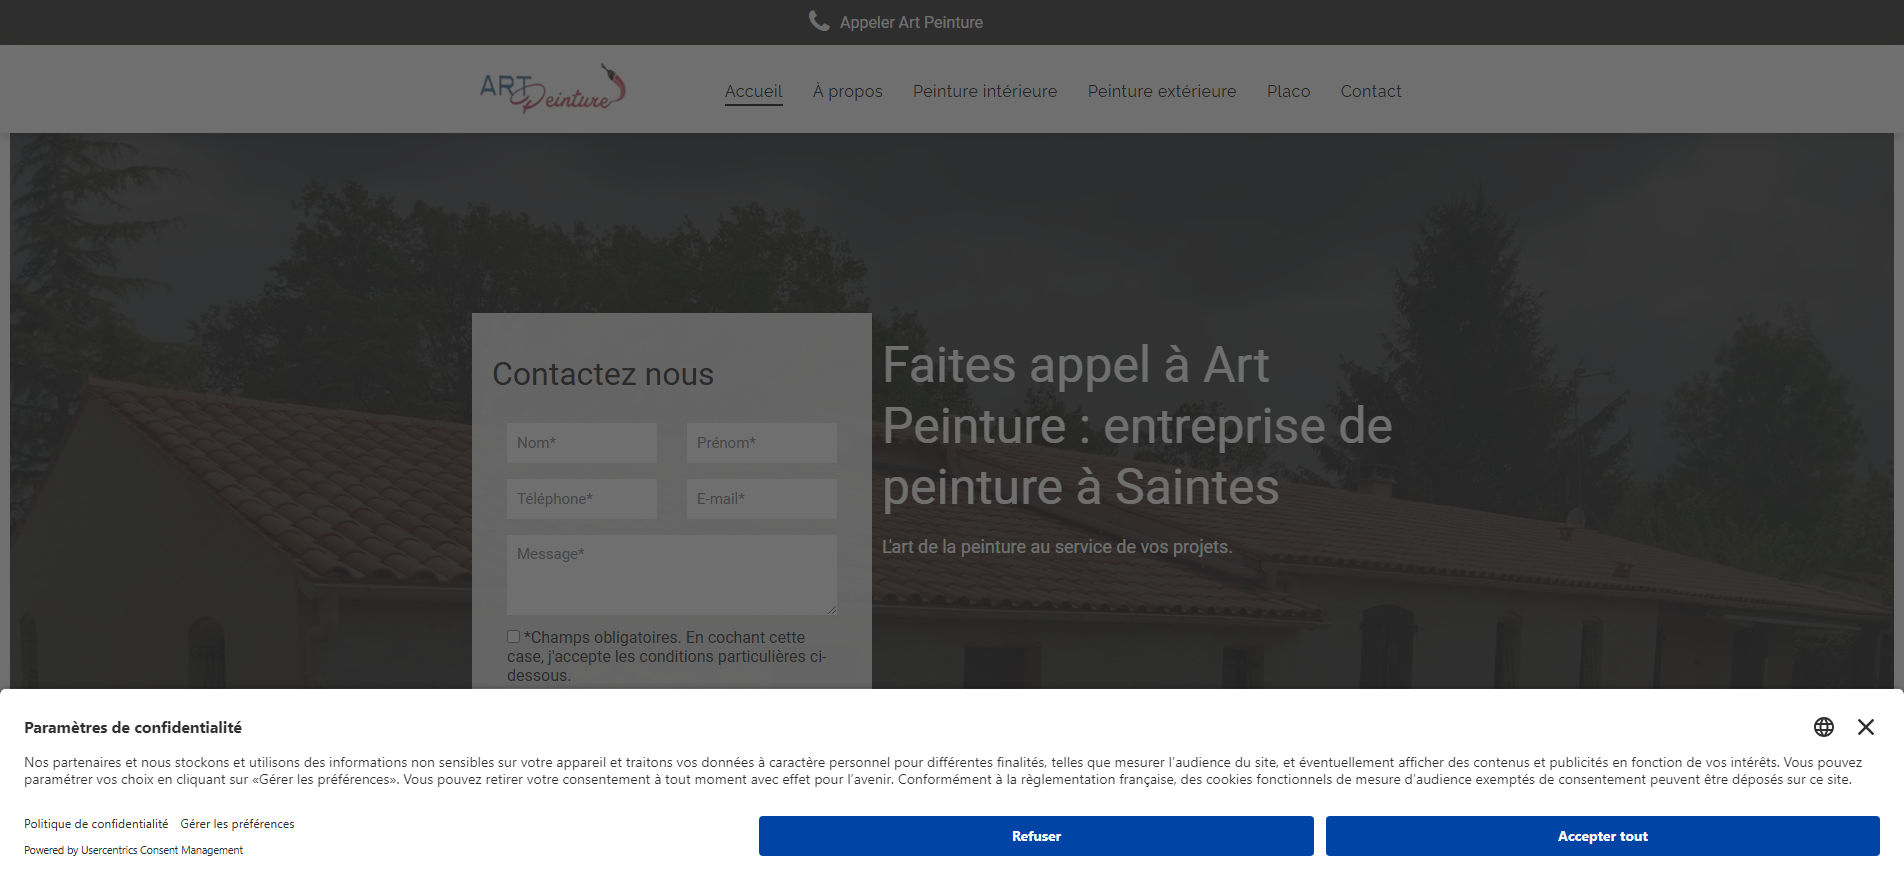 Appeler Art Peinture
ART Peinture
Accueil À propos Peinture intérieure Peinture extérieure Placo Contact
Contactez nous
Nom* Prénom*
Téléphone* E-mail*
Message*
*Champs obligatoires. En cochant cette
case, j'accepte les conditions particulières ci-
dessous.
Faites appel à Art
Peinture : entreprise de
peinture à Saintes
L'art de la peinture au service de vos projets.
Paramètres de confidentialité
Nos partenaires et nous stockons et utilisons des informations non sensibles sur votre appareil et traitons vos données à caractère personnel pour différentes finalités, telles que mesurer l’audience du site, et éventuellement afficher des contenus et publicités en fonction de vos intérêts. Vous pouvez
paramétrer vos choix en cliquant sur «Gérer les préférences». Vous pouvez retirer votre consentement à tout moment avec effet pour l’avenir. Conformément à la règlementation française, des cookies fonctionnels de mesure d’audience exemptés de consentement peuvent être déposés sur ce site.
Politique de confidentialité Gérer les préférences
Powered by Usercentrics Consent Management
Refuser Accepter tout